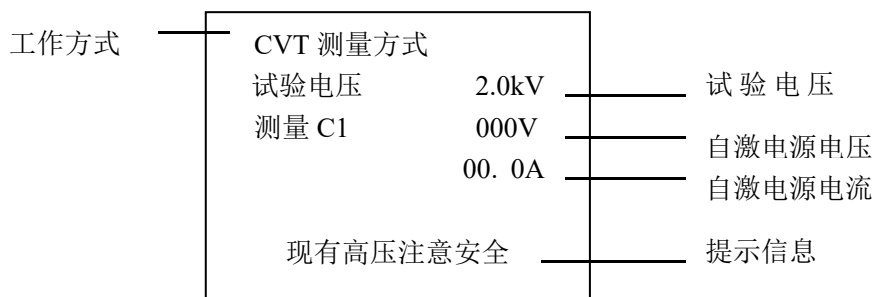 工作方式
CVT 测量方式
试验电压 2.0kV
试 验 电 压
测量 C1 000V
自激电源电压
00. 0A
自激电源电流
现有高压注意安全
提示信息